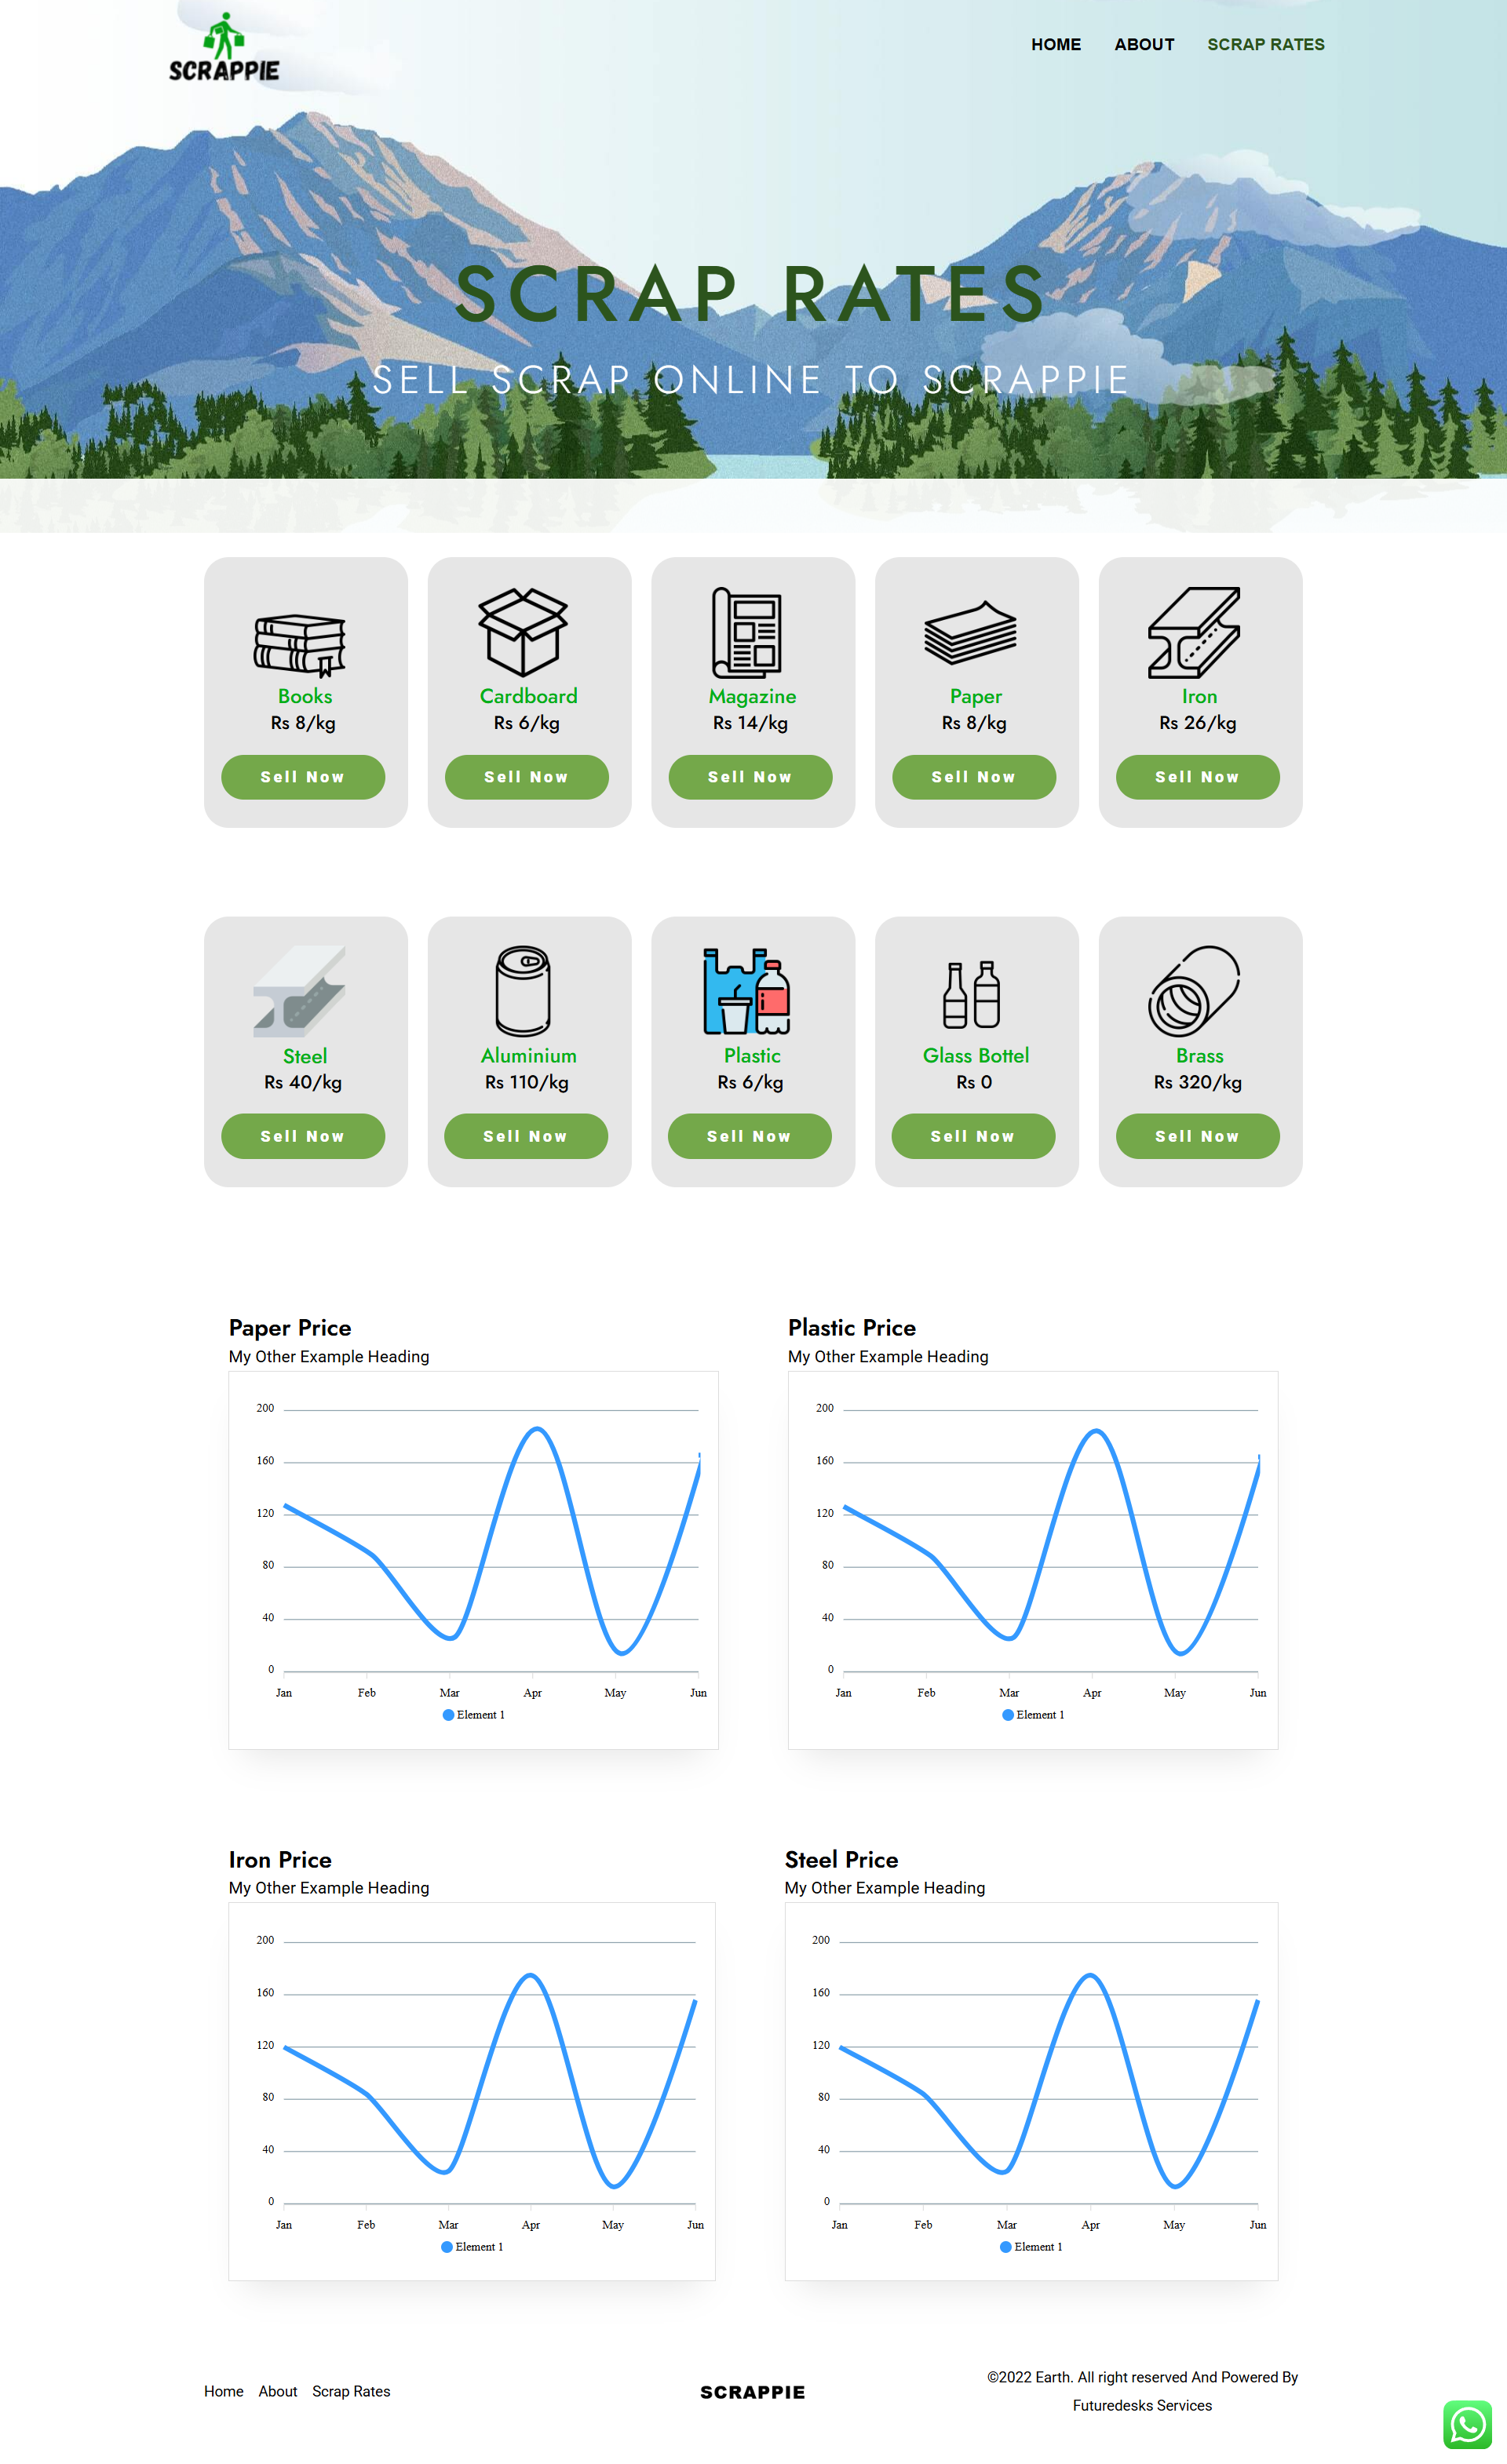 SCRAPPIE
HOME ABOUT SCRAP RATES
SCRAP RATES
SELL SCRAP ONLINE TO SCRAPPIE
Books Cardboard Magazine Paper Iron
Rs 8/kg Rs 6/kg Rs 14/kg Rs 8/kg Rs 26/kg
Sell Now Sell Now Sell Now Sell Now Sell Now
Steel Aluminium Plastic Glass Bottel Brass
Rs 40/kg Rs 110/kg Rs 6/kg Rs 0 Rs 320/kg
Sell Now Sell Now Sell Now Sell Now Sell Now
Paper Price
My Other Example Heading
200
160
120
80
40
0
Jan Feb Mar Apr May Jun
Element 1
Plastic Price
My Other Example Heading
200
160
120
80
40
0
Jan Feb Mar Apr May Jun
Element 1
Iron Price
My Other Example Heading
200
160
120
80
40
0
Jan Feb Mar Apr May Jun
Element 1
Steel Price
My Other Example Heading
200
160
120
80
40
0
Jan Feb Mar Apr May Jun
Element 1
Home About Scrap Rates
SCRAPPIE
©2022 Earth. All right reserved And Powered By
Futuredesks Services